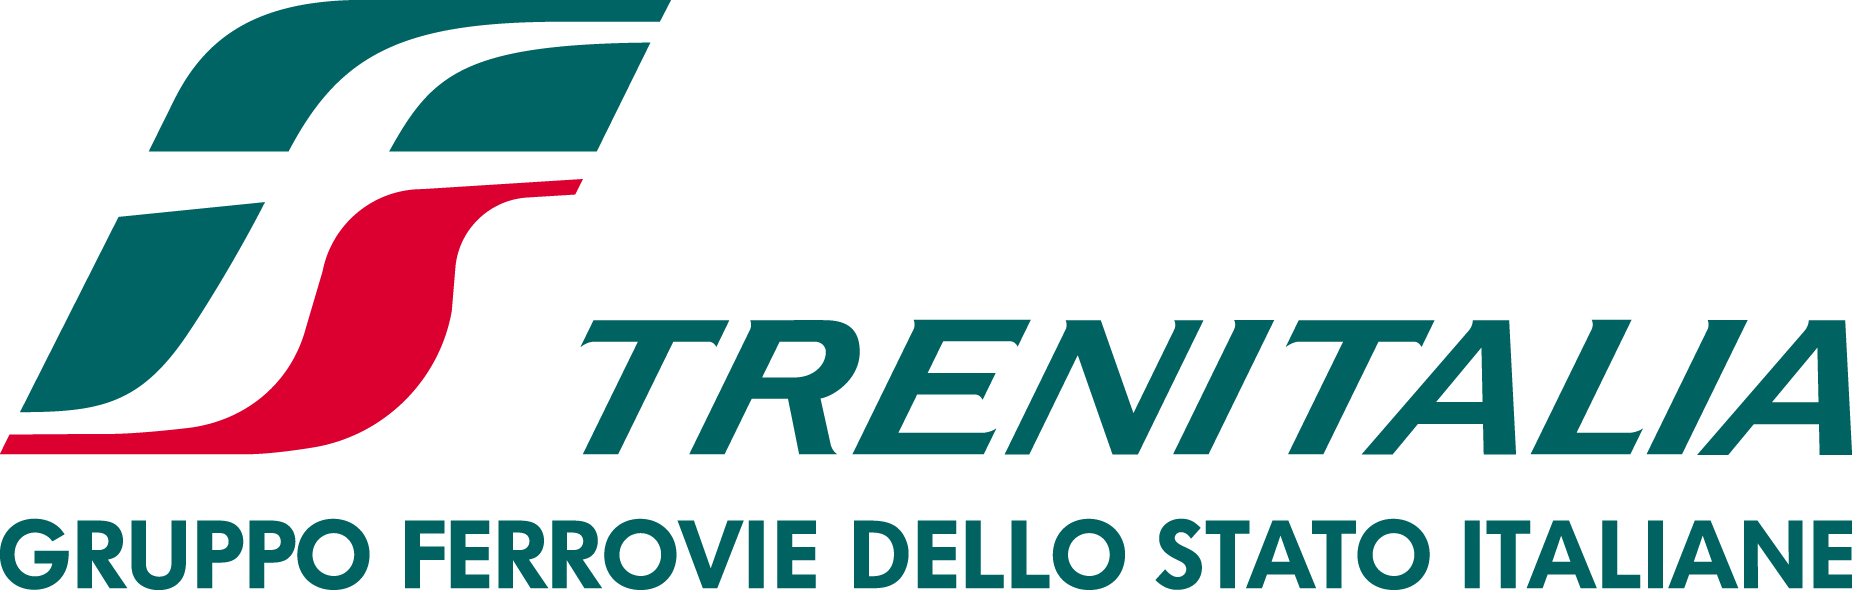 TRENITALIA
GRUPPO FERROVIE DELLO STATO ITALIANE